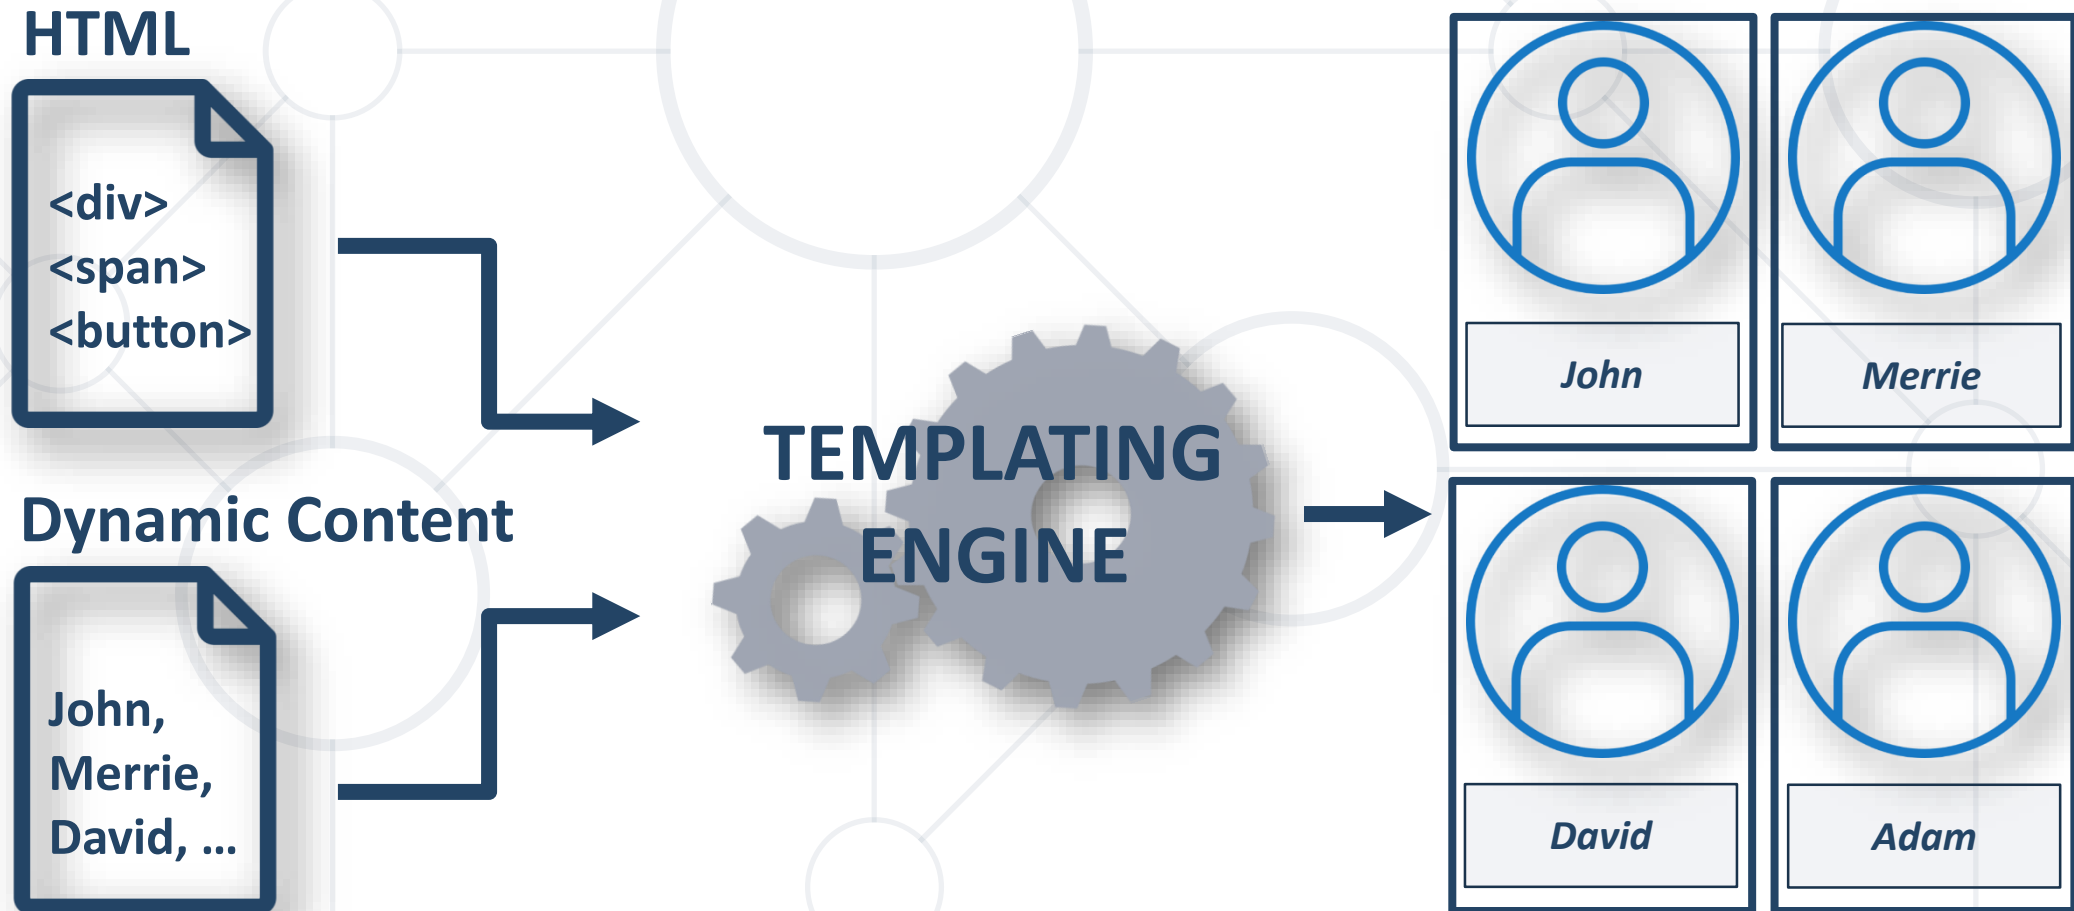 HTML
<div>
<span>
<button>
Dynamic Content
John,
Merrie,
David, ...
TEMPLATING
ENGINE
John
Merrie
David
Adam